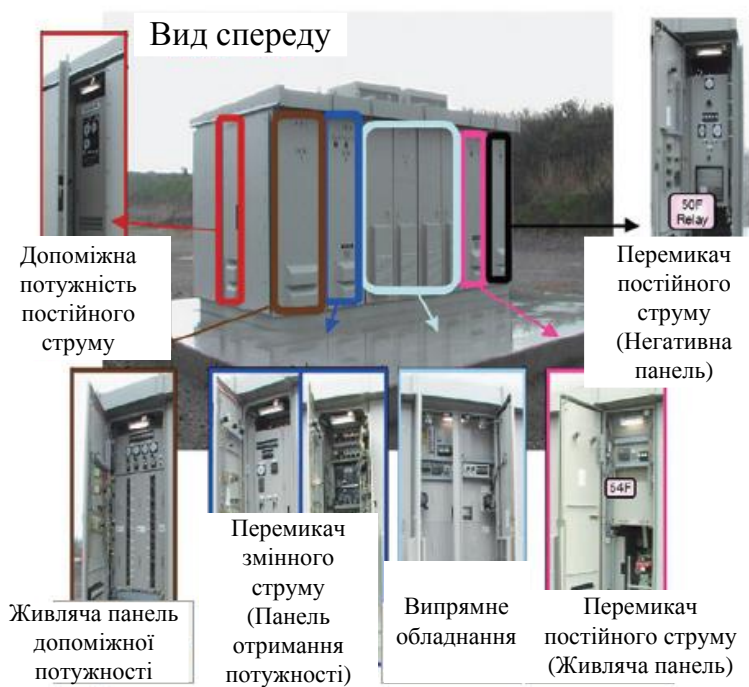 Вид спереду
50F
Relay
Допоміжна
потужність
постійного
струму
Перемикач
постійного
струму
(Негативна
панель)
54F
Живляча панель
допоміжної
потужності
Перемикач
змінного
струму
(Панель
отримання
потужності)
Випрямне
обладнання
Перемикач
постійного струму
(Живляча панель)